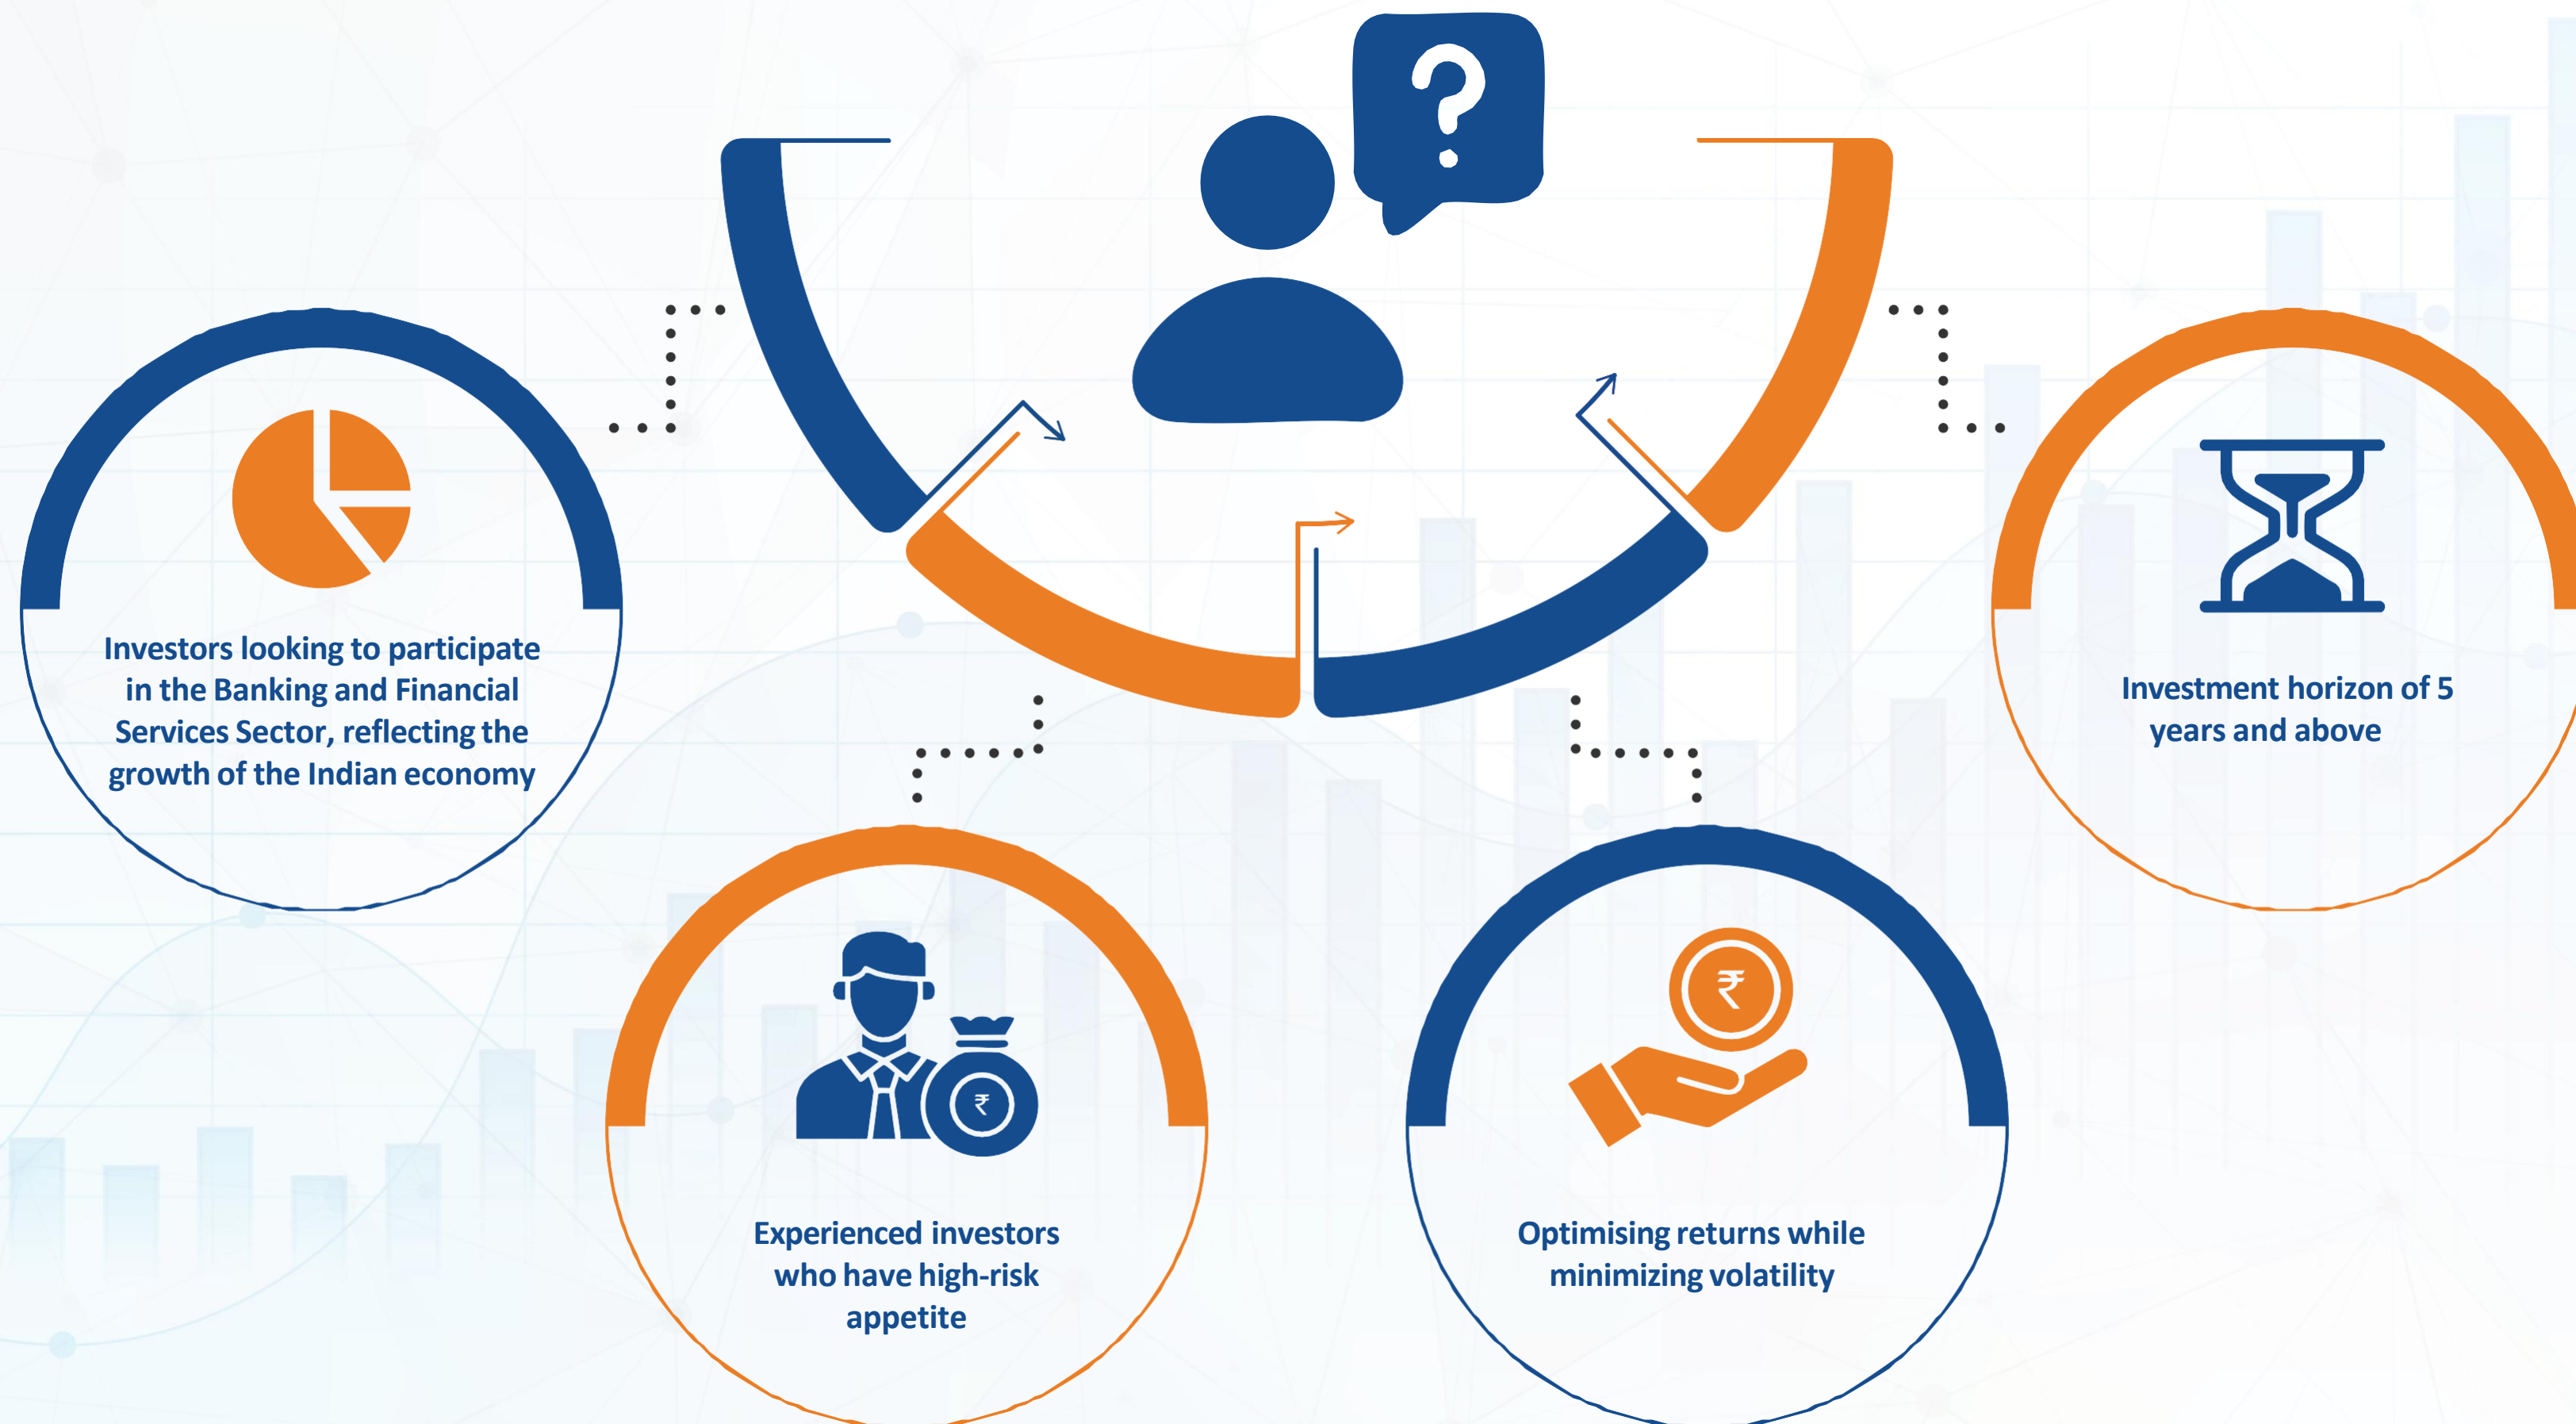 ?
Investors looking to participate
in the Banking and Financial
Services Sector, reflecting the
growth of the Indian economy
Investment horizon of 5
years and above
₹
₹
Experienced investors
who have high-risk
appetite
Optimising returns while
minimizing volatility